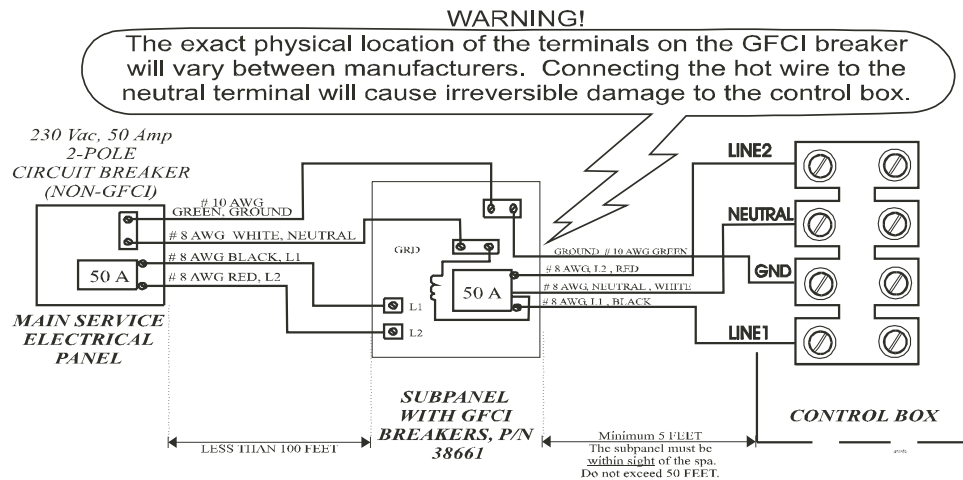 WARNING!
The exact physical location of the terminals on the GFCI breaker
will vary between manufacturers.  Connecting the hot wire to the
neutral terminal will cause irreversible damage to the control box.
230 Vac, 50 Amp
2-POLE
CIRCUIT BREAKER
(NON-GFCI)
# 10 AWG
GREEN, GROUND
# 8 AWG  WHITE, NEUTRAL
# 8 AWG BLACK, L1
# 8 AWG RED, L2
50 A
MAIN SERVICE
ELECTRICAL
PANEL
GRD
50 A
L1
L2
SUBPANEL
WITH GFCI
BREAKERS, P/N
38661
GROUND # 10 AWG GREEN
# 8 AWG, L2 , RED
# 8 AWG, NEUTRAL , WHITE
# 8 AWG, L1 , BLACK
LINE2
NEUTRAL
GND
LINE1
CONTROL BOX
LESS THAN 100 FEET
Minimum 5 FEET
The subpanel must be
within sight of the spa.
Do not exceed 50 FEET.